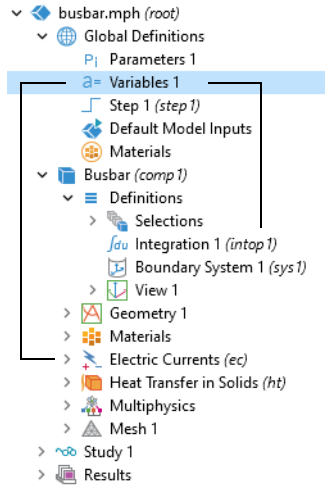 busbar.mph (root)
Global Definitions
Pi Parameters 1
a= Variables 1
Step 1 (step1)
Default Model Inputs
Materials
Busbar (comp1)
Definitions
Selections
∫du Integration 1 (intop1)
Boundary System 1 (sys1)
View 1
Geometry 1
Materials
Electric Currents (ec)
Heat Transfer in Solids (ht)
Multiphysics
Mesh 1
Study 1
Results